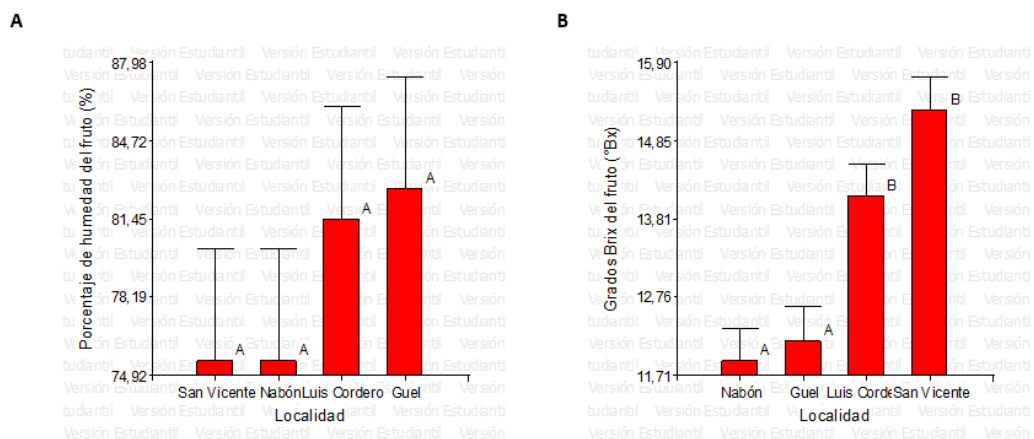 A
B
87,98
84,72
81,45
78,19
74,92
Porcentaje de humedad del fruto (%)
A
A
A
A
San Vicente
Nabón
Luis Cordero
Guel
Localidad
15,90
14,85
13,81
12,76
11,71
Grados Brix del fruto (°Bx)
A
A
B
B
Nabón
Guel
Luis Corde
San Vicente
Localidad
Versión Estudiantil